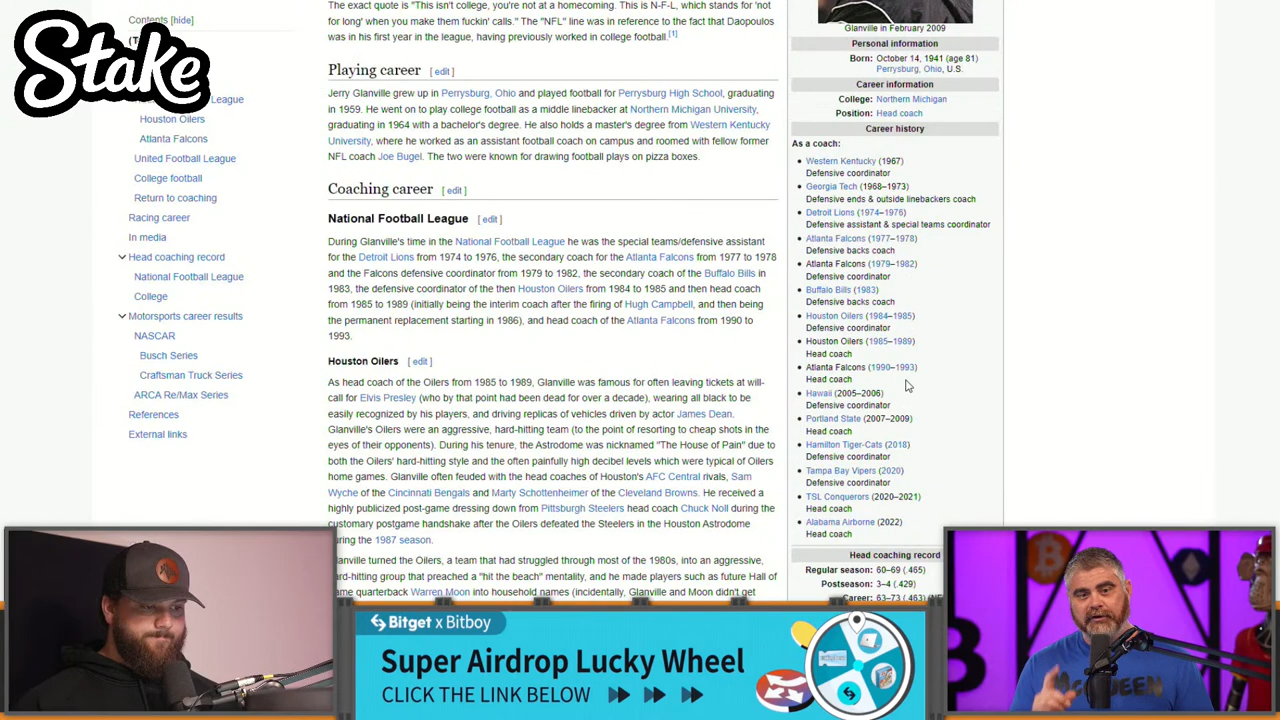 Stake
Contents [hide]
(T
League
Houston Oilers
Atlanta Falcons
United Football League
College football
Return to coaching
Racing career
In media
Head coaching record
National Football League
College
Motorsports career results
NASCAR
Busch Series
Craftsman Truck Series
ARCA Re/Max Series
References
External links
The exact quote is "This isn't college, you're not at a homecoming. This is N-F-L, which stands for 'not
for long' when you make them fuckin' calls." The "NFL" line was in reference to the fact that Daopoulos
was in his first year in the league, having previously worked in college football.[1]
Playing career [ edit ]
Jerry Glanville grew up in Perrysburg, Ohio and played football for Perrysburg High School, graduating
in 1959. He went on to play college football as a middle linebacker at Northern Michigan University,
graduating in 1964 with a bachelor's degree. He also holds a master's degree from Western Kentucky
University, where he worked as an assistant football coach on campus and roomed with fellow former
NFL coach Joe Bugel. The two were known for drawing football plays on pizza boxes.
Coaching career [ edit ]
National Football League [ edit ]
During Glanville's time in the National Football League he was the special teams/defensive assistant
for the Detroit Lions from 1974 to 1976, the secondary coach for the Atlanta Falcons from 1977 to 1978
and the Falcons defensive coordinator from 1979 to 1982, the secondary coach of the Buffalo Bills in
1983, the defensive coordinator of the then Houston Oilers from 1984 to 1985 and then head coach
from 1985 to 1989 (initially being the interim coach after the firing of Hugh Campbell, and then being
the permanent replacement starting in 1986), and head coach of the Atlanta Falcons from 1990 to
1993.
Houston Oilers [ edit ]
As head coach of the Oilers from 1985 to 1989, Glanville was famous for often leaving tickets at will-
call for Elvis Presley (who by that point had been dead for over a decade), wearing all black to be
easily recognized by his players, and driving replicas of vehicles driven by actor James Dean.
Glanville's Oilers were an aggressive, hard-hitting team (to the point of resorting to cheap shots in the
eyes of their opponents). During his tenure, the Astrodome was nicknamed "The House of Pain" due to
both the Oilers' hard-hitting style and the often painfully high decibel levels which were typical of Oilers
home games. Glanville often feuded with the head coaches of Houston's AFC Central rivals, Sam
Wyche of the Cincinnati Bengals and Marty Schottenheimer of the Cleveland Browns. He received a
highly publicized post-game dressing down from Pittsburgh Steelers head coach Chuck Noll during the
customary postgame handshake after the Oilers defeated the Steelers in the Houston Astrodome
uring the 1987 season.
lanville turned the Oilers, a team that had struggled through most of the 1980s, into an aggressive,
ard-hitting group that preached a "hit the beach" mentality, and he made players such as future Hall of
ame quarterback Warren Moon into household names (incidentally, Glanville and Moon didn't get
Glanville in February 2009
Personal information
Born: October 14, 1941 (age 81)
Perrysburg, Ohio, U.S.
Career information
College: Northern Michigan
Position: Head coach
Career history
As a coach:
Western Kentucky (1967)
Defensive coordinator
Georgia Tech (1968–1973)
Defensive ends & outside linebackers coach
Detroit Lions (1974–1976)
Defensive assistant & special teams coordinator
Atlanta Falcons (1977–1978)
Defensive backs coach
Atlanta Falcons (1979–1982)
Defensive coordinator
Buffalo Bills (1983)
Defensive backs coach
Houston Oilers (1984–1985)
Defensive coordinator
Houston Oilers (1985–1989)
Head coach
Atlanta Falcons (1990–1993)
Head coach
Hawaii (2005–2006)
Defensive coordinator
Portland State (2007–2009)
Head coach
Hamilton Tiger-Cats (2018)
Defensive coordinator
Tampa Bay Vipers (2020)
Defensive coordinator
TSL Conquerors (2020–2021)
Head coach
Alabama Airborne (2022)
Head coach
Head coaching record
Regular season: 60–69 (.465)
Postseason: 3–4 (.429)
Career: 63–73 (.463)
Bitget x Bitboy
Super Airdrop Lucky Wheel
CLICK THE LINK BELOW